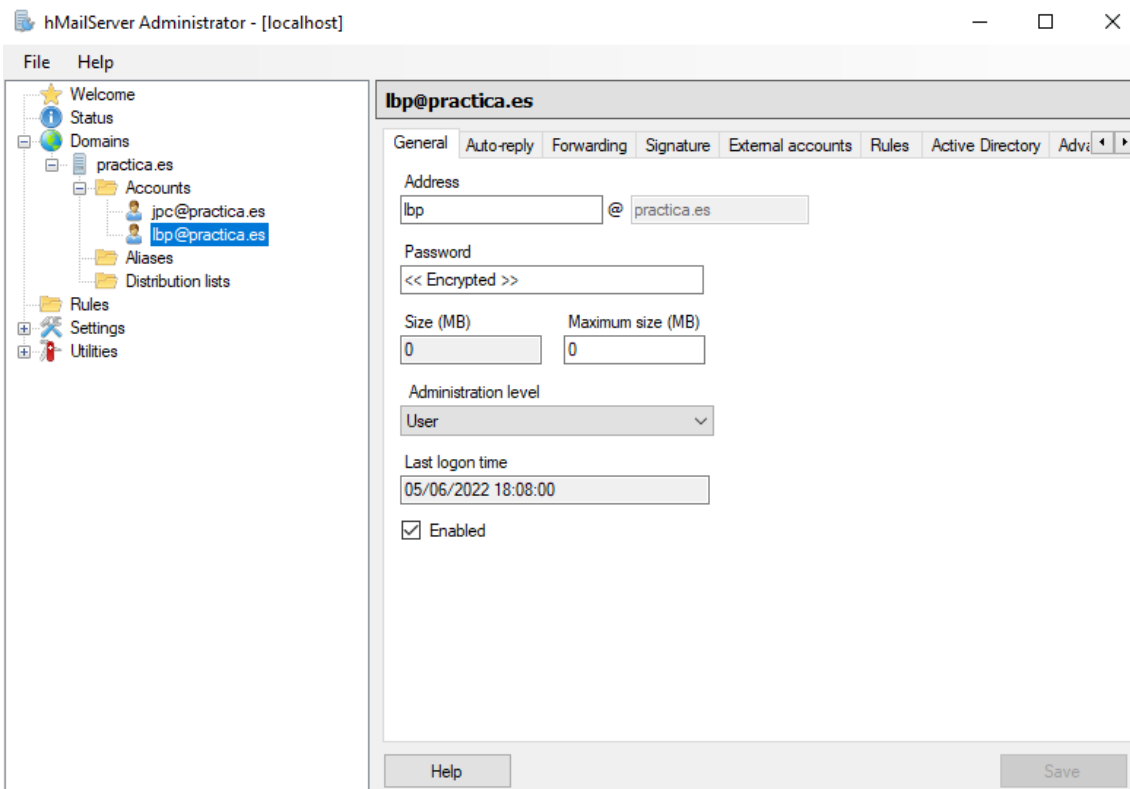 hMailServer Administrator - [localhost]
File Help
Welcome
Status
Domains
practica.es
Accounts
jpc@practica.es
lbp@practica.es
Aliases
Distribution lists
Rules
Settings
Utilities
lbp@practica.es
General Auto-reply Forwarding Signature External accounts Rules Active Directory
Address
lbp @ practica.es
Password
<< Encrypted >>
Size (MB) Maximum size (MB)
0 0
Administration level
User
Last logon time
05/06/2022 18:08:00
Enabled
Help Save